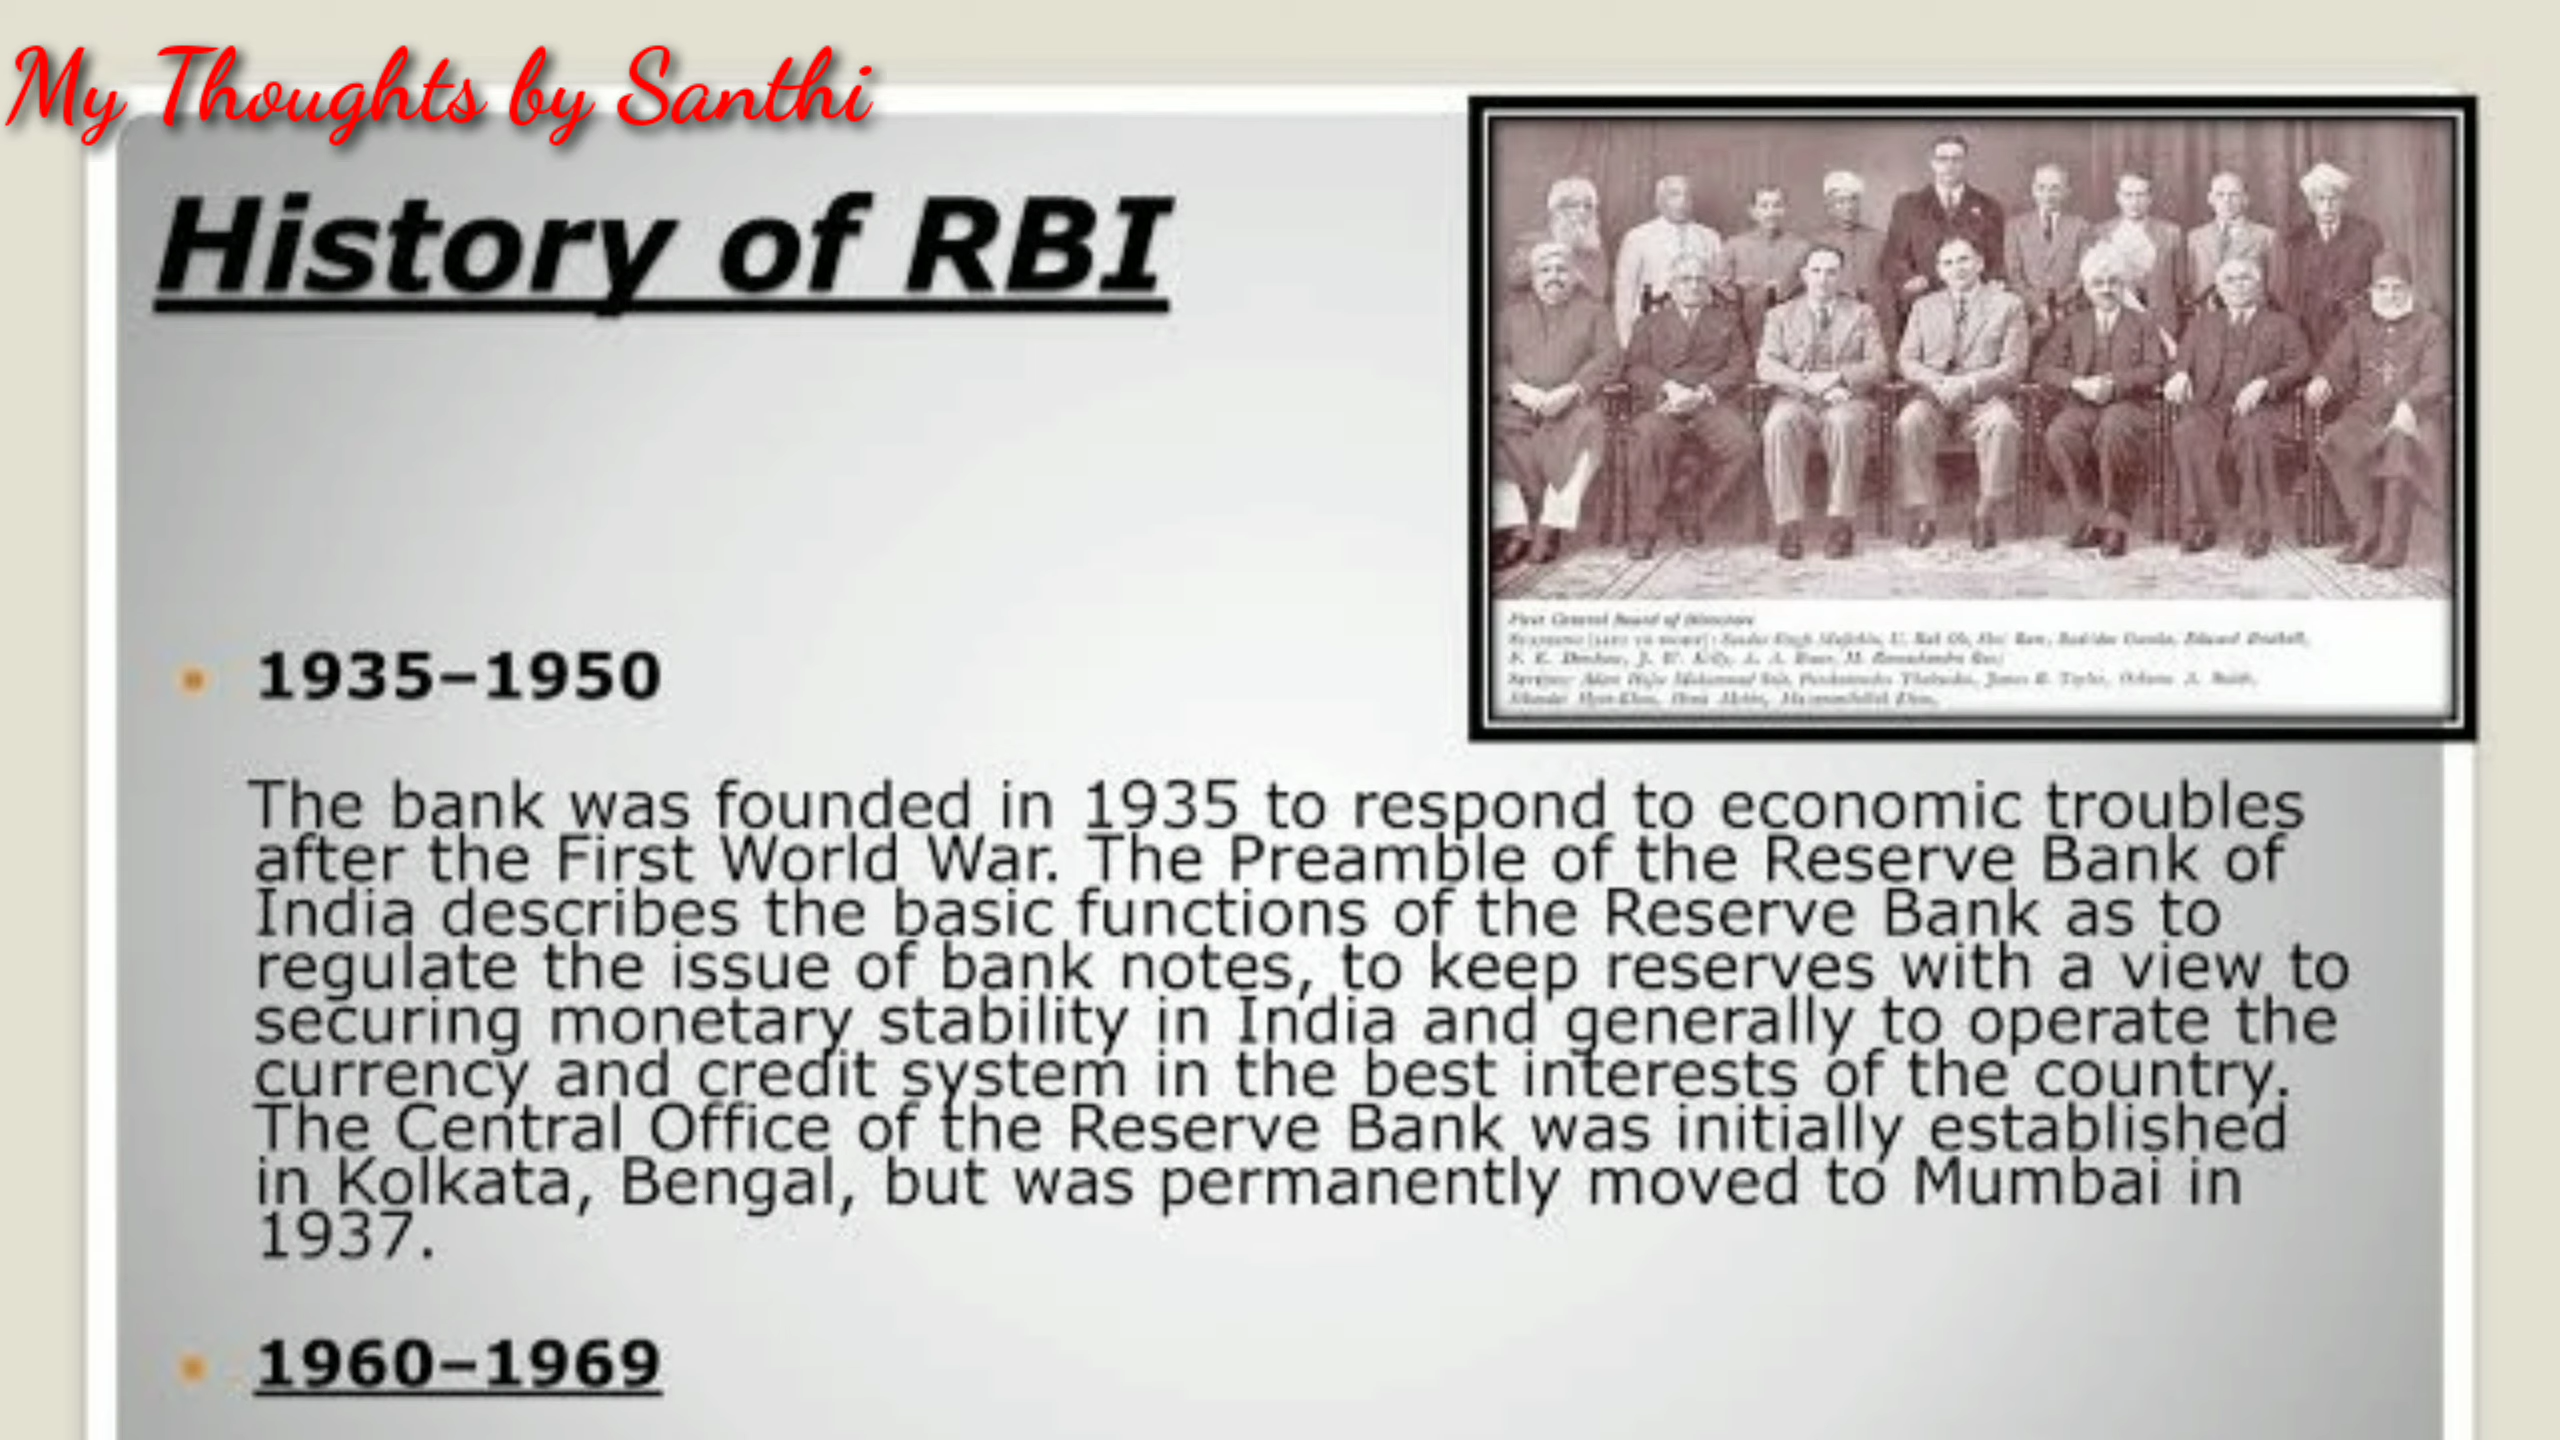 My Thoughts by Santhi
History of RBI
First General Board of Directors
1935–1950
The bank was founded in 1935 to respond to economic troubles
after the First World War. The Preamble of the Reserve Bank of
India describes the basic functions of the Reserve Bank as to
regulate the issue of bank notes, to keep reserves with a view to
securing monetary stability in India and generally to operate the
currency and credit system in the best interests of the country.
The Central Office of the Reserve Bank was initially established
in Kolkata, Bengal, but was permanently moved to Mumbai in
1937.
1960–1969